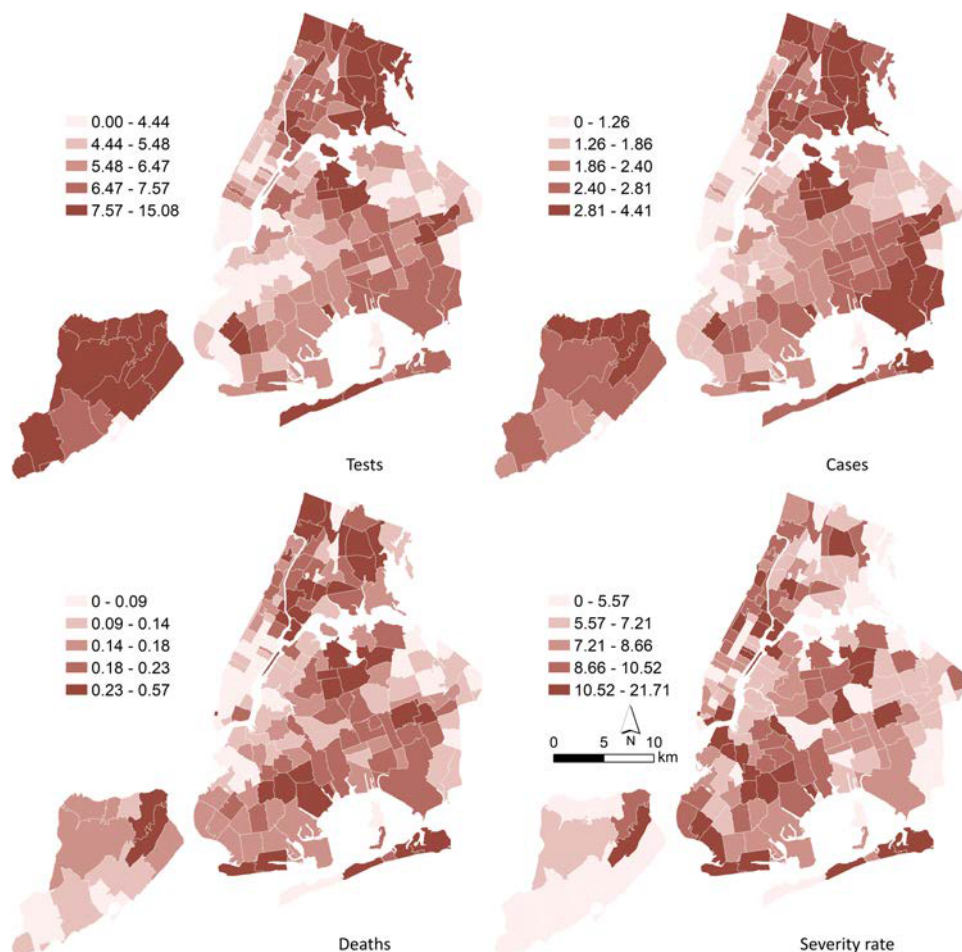 0.00 - 4.44
4.44 - 5.48
5.48 - 6.47
6.47 - 7.57
7.57 - 15.08
Tests
0 - 1.26
1.26 - 1.86
1.86 - 2.40
2.40 - 2.81
2.81 - 4.41
Cases
0 - 0.09
0.09 - 0.14
0.14 - 0.18
0.18 - 0.23
0.23 - 0.57
Deaths
0 - 5.57
5.57 - 7.21
7.21 - 8.66
8.66 - 10.52
10.52 - 21.71
N
0 5 10
km
Severity rate